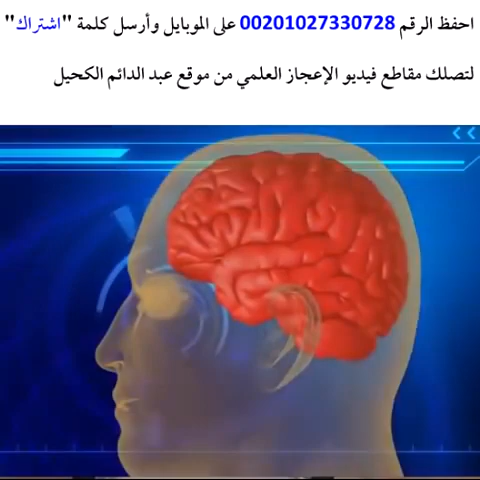 احفظ الرقم 00201027330728 على الموبايل وأرسل كلمة "اشتراك"
لتصلك مقاطع فيديو الإعجاز العلمي من موقع عبد الدائم الكحيل